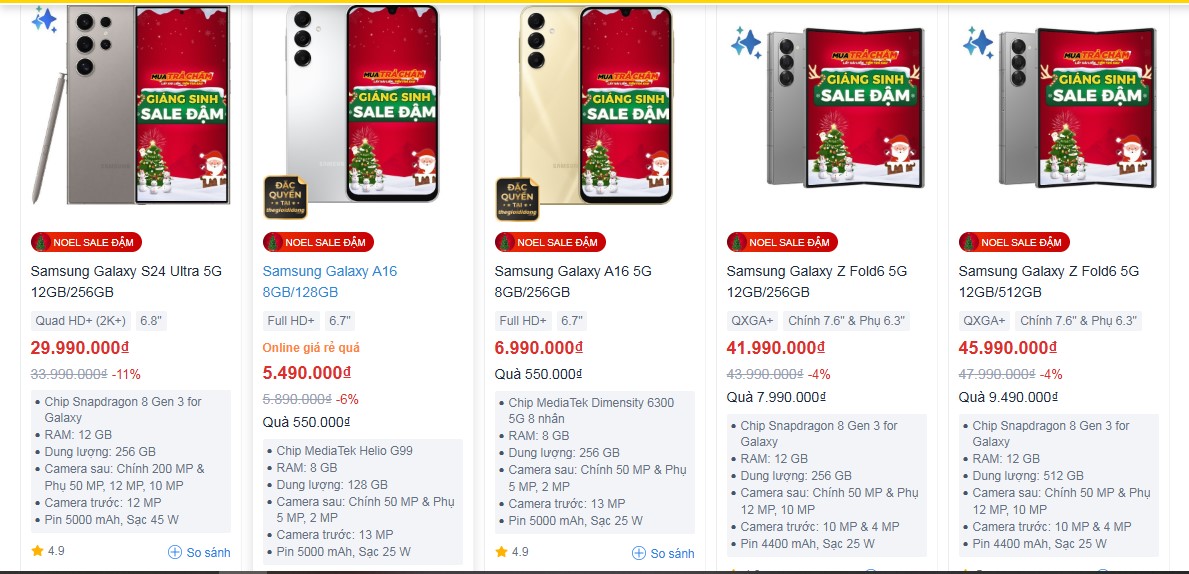 MUA TRẢ CHẬM
GIÁNG SINH
SALE ĐẬM
NOEL SALE ĐẬM
Samsung Galaxy S24 Ultra 5G
12GB/256GB
Quad HD+ (2K+) 6.8"
29.990.000₫
33.990.000₫ -11%
Chip Snapdragon 8 Gen 3 for
Galaxy
RAM: 12 GB
Dung lượng: 256 GB
Camera sau: Chính 200 MP &
Phụ 50 MP, 12 MP, 10 MP
Camera trước: 12 MP
Pin 5000 mAh, Sạc 45 W
4.9
So sánh
MUA TRẢ CHẬM
GIÁNG SINH
SALE ĐẬM
ĐẶC
QUYỀN
TẠI
thegioididong
NOEL SALE ĐẬM
Samsung Galaxy A16
8GB/128GB
Full HD+ 6.7"
Online giá rẻ quá
5.490.000₫
5.890.000₫ -6%
Quà 550.000₫
Chip MediaTek Helio G99
RAM: 8 GB
Dung lượng: 128 GB
Camera sau: Chính 50 MP & Phụ
5 MP, 2 MP
Camera trước: 13 MP
Pin 5000 mAh, Sạc 25 W
MUA TRẢ CHẬM
GIÁNG SINH
SALE ĐẬM
ĐẶC
QUYỀN
TẠI
thegioididong
NOEL SALE ĐẬM
Samsung Galaxy A16 5G
8GB/256GB
Full HD+ 6.7"
6.990.000₫
Quà 550.000₫
Chip MediaTek Dimensity 6300
5G 8 nhân
RAM: 8 GB
Dung lượng: 256 GB
Camera sau: Chính 50 MP & Phụ
5 MP, 2 MP
Camera trước: 13 MP
Pin 5000 mAh, Sạc 25 W
4.9
So sánh
MUA TRẢ CHẬM
GIÁNG SINH
SALE ĐẬM
NOEL SALE ĐẬM
Samsung Galaxy Z Fold6 5G
12GB/256GB
QXGA+ Chính 7.6" & Phụ 6.3"
41.990.000₫
43.990.000₫ -4%
Quà 7.990.000₫
Chip Snapdragon 8 Gen 3 for
Galaxy
RAM: 12 GB
Dung lượng: 256 GB
Camera sau: Chính 50 MP & Phụ
12 MP, 10 MP
Camera trước: 10 MP & 4 MP
Pin 4400 mAh, Sạc 25 W
MUA TRẢ CHẬM
GIÁNG SINH
SALE ĐẬM
NOEL SALE ĐẬM
Samsung Galaxy Z Fold6 5G
12GB/512GB
QXGA+ Chính 7.6" & Phụ 6.3"
45.990.000₫
47.990.000₫ -4%
Quà 9.490.000₫
Chip Snapdragon 8 Gen 3 for
Galaxy
RAM: 12 GB
Dung lượng: 512 GB
Camera sau: Chính 50 MP & Phụ
12 MP, 10 MP
Camera trước: 10 MP & 4 MP
Pin 4400 mAh, Sạc 25 W